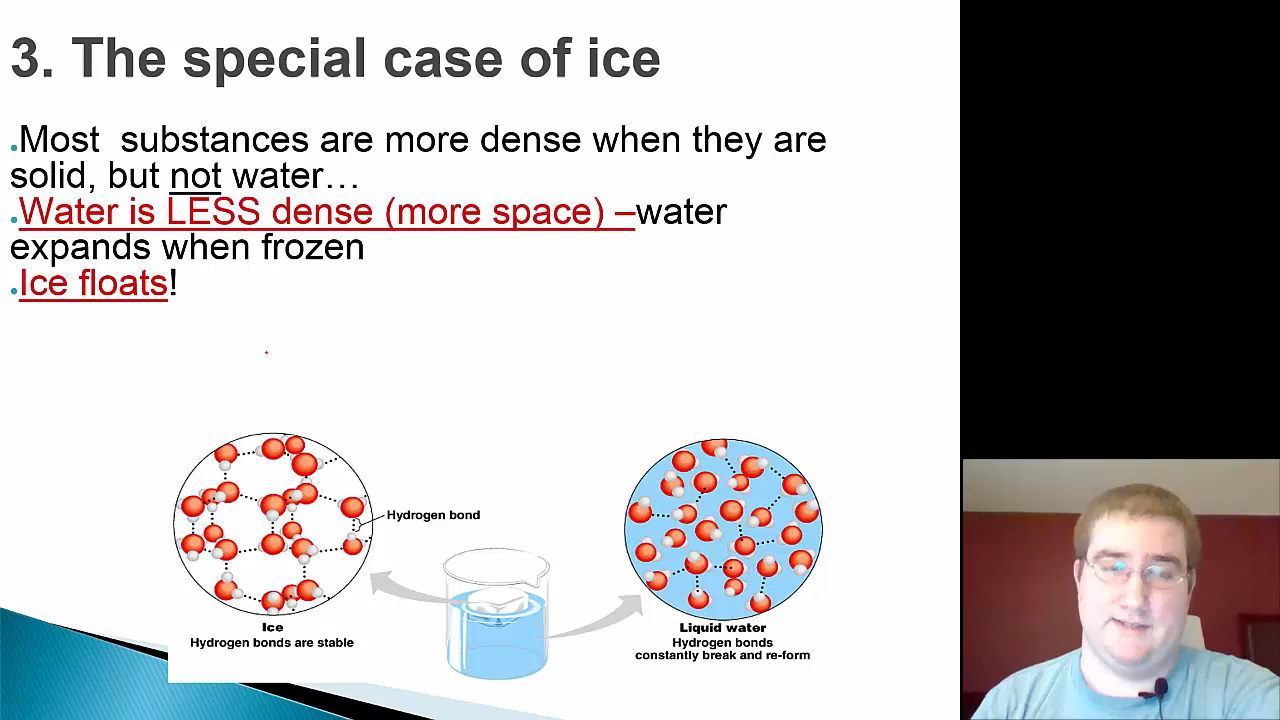 3. The special case of ice
•Most  substances are more dense when they are
solid, but not water…
•Water is LESS dense (more space) –water
expands when frozen
•Ice floats!
Hydrogen bond
Ice
Hydrogen bonds are stable
Liquid water
Hydrogen bonds
constantly break and re-form